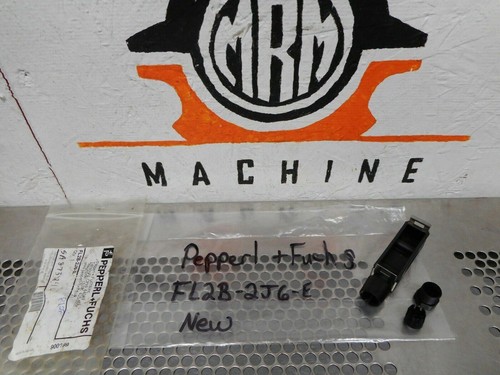 MRM
MACHINE
Pepperl + Fuchs
FL2B-2J6-E
New
PEPPERL+FUCHS